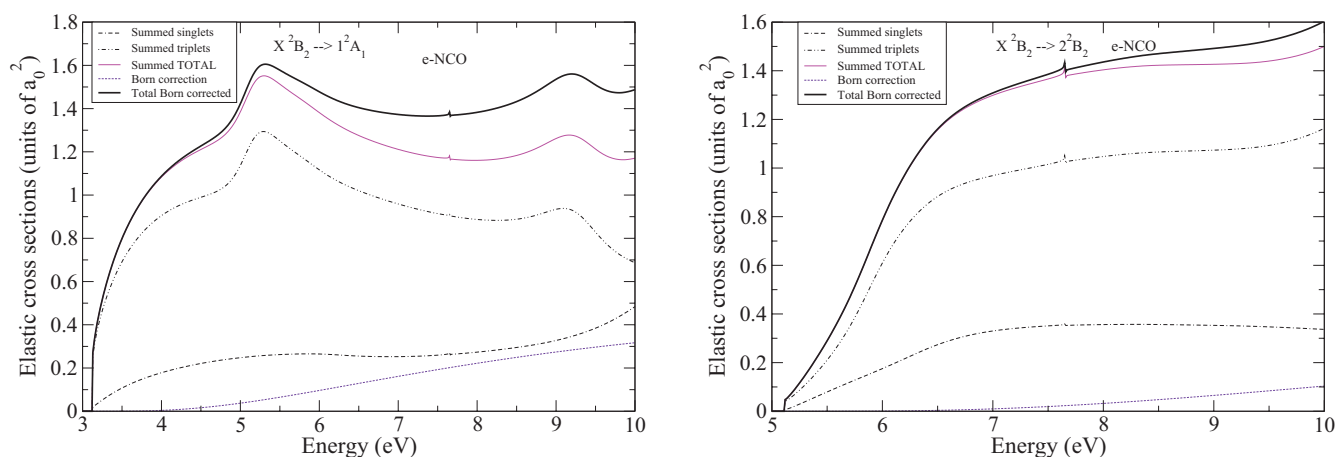 Elastic cross sections (units of a₀²)
1.8
1.6
1.4
1.2
1
0.8
0.6
0.4
0.2
0
Summed singlets
Summed triplets
Summed TOTAL
Born correction
Total Born corrected
X ²B₂ --> 1²A₁
e-NCO
3 4 5 6 7 8 9 10
Energy (eV)
Elastic cross sections (units of a₀²)
1.6
1.4
1.2
1
0.8
0.6
0.4
0.2
0
Summed singlets
Summed triplets
Summed TOTAL
Born correction
Total Born corrected
X ²B₂ --> 2²B₂ e-NCO
5 6 7 8 9 10
Energy (eV)